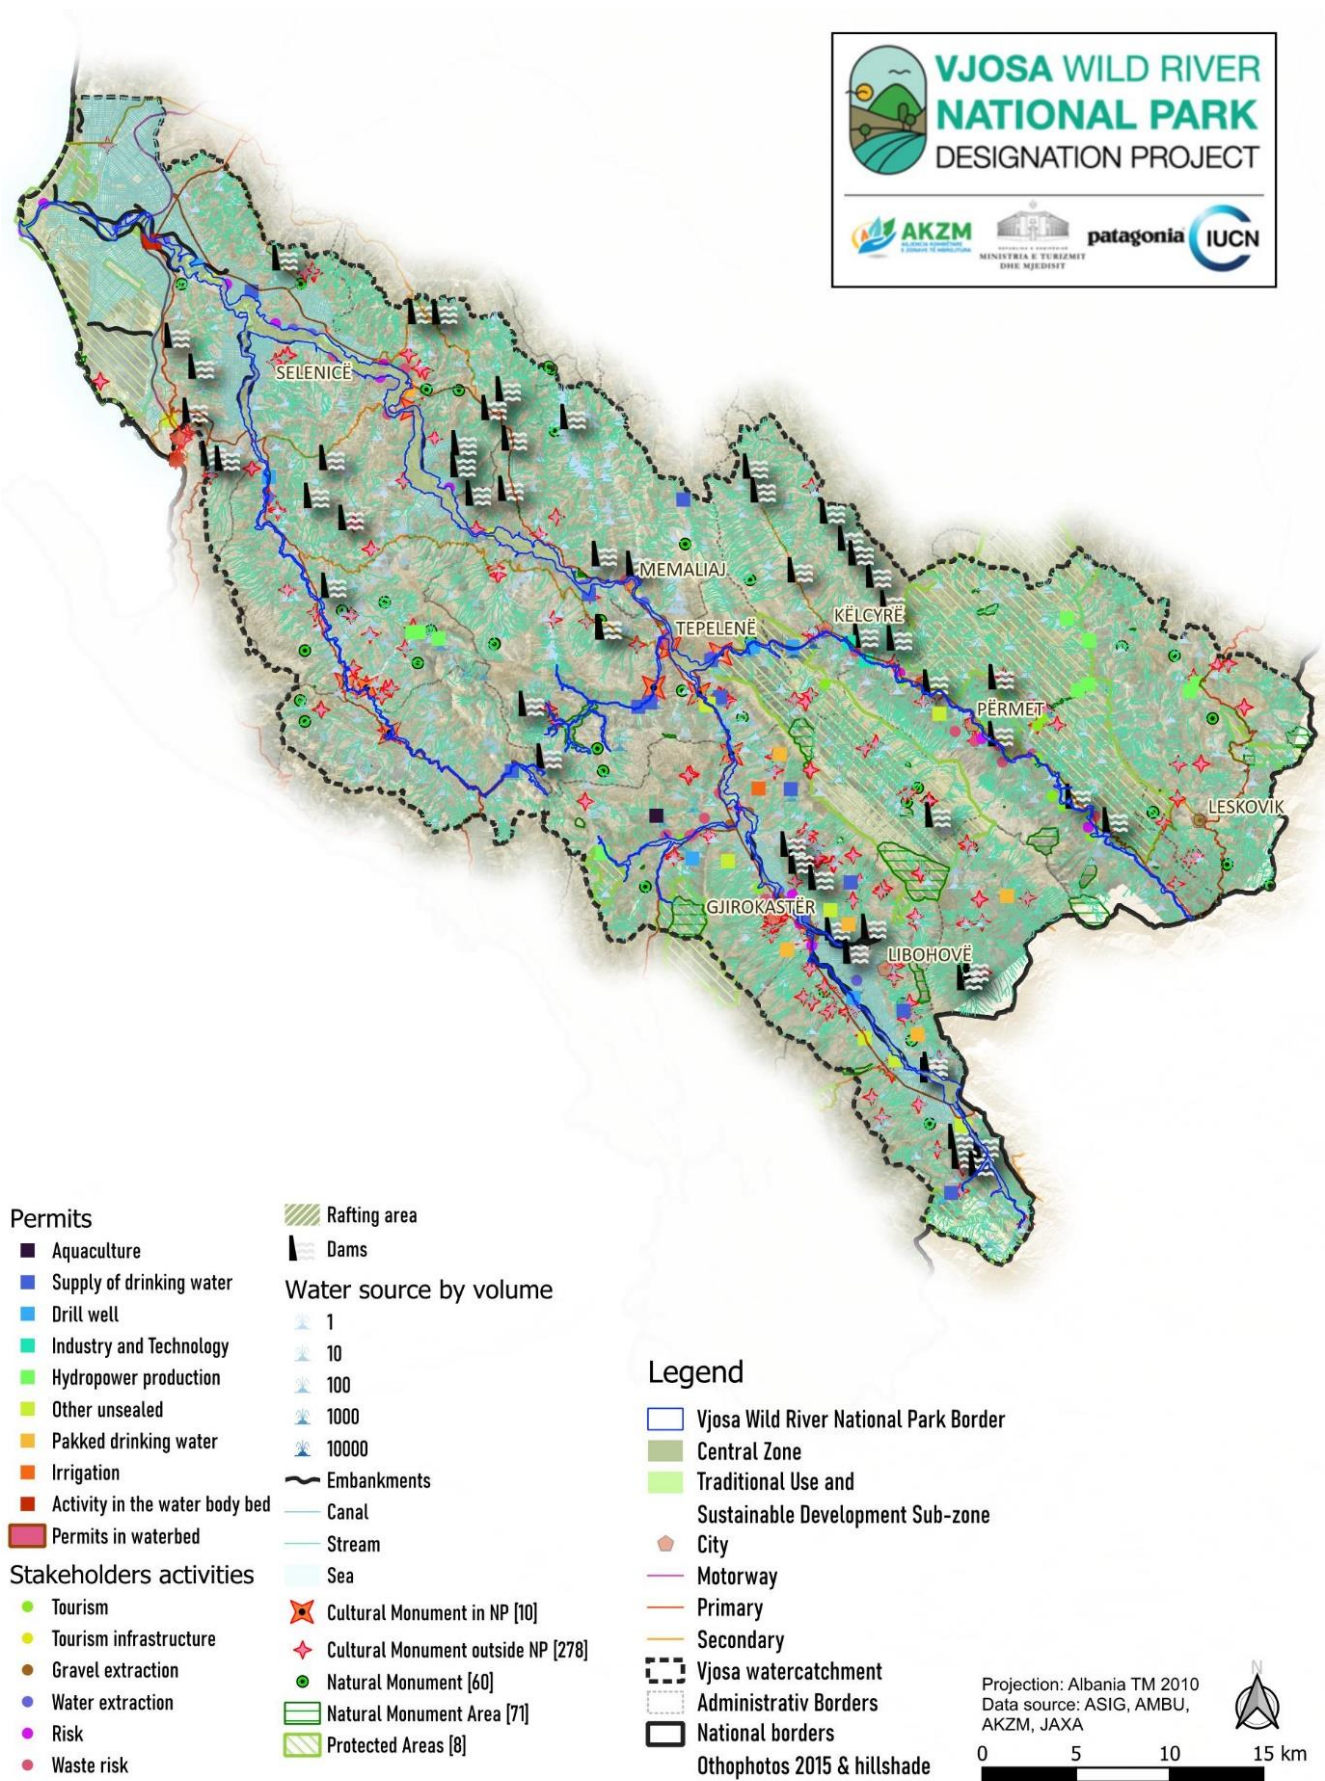 VJOSA WILD RIVER
NATIONAL PARK
DESIGNATION PROJECT
AKZM
MINISTRIA E TURIZMIT
DHE MJEDISIT
patagonia
IUCN
SELENICË
MEMALIAJ
TEPELENË
KËLCYRË
PËRMET
LESKOVIK
GJIROKASTËR
LIBOHOVË
Permits
Aquaculture
Supply of drinking water
Drill well
Industry and Technology
Hydropower production
Other unsealed
Pakked drinking water
Irrigation
Activity in the water body bed
Permits in waterbed
Stakeholders activities
Tourism
Tourism infrastructure
Gravel extraction
Water extraction
Risk
Waste risk
Rafting area
Dams
Water source by volume
1
10
100
1000
10000
Embankments
Canal
Stream
Sea
Cultural Monument in NP [10]
Cultural Monument outside NP [278]
Natural Monument [60]
Natural Monument Area [71]
Protected Areas [8]
Legend
Vjosa Wild River National Park Border
Central Zone
Traditional Use and
Sustainable Development Sub-zone
City
Motorway
Primary
Secondary
Vjosa watercatchment
Administrativ Borders
National borders
Othophotos 2015 & hillshade
Projection: Albania TM 2010
Data source: ASIG, AMBU,
AKZM, JAXA
N
0 5 10 15 km